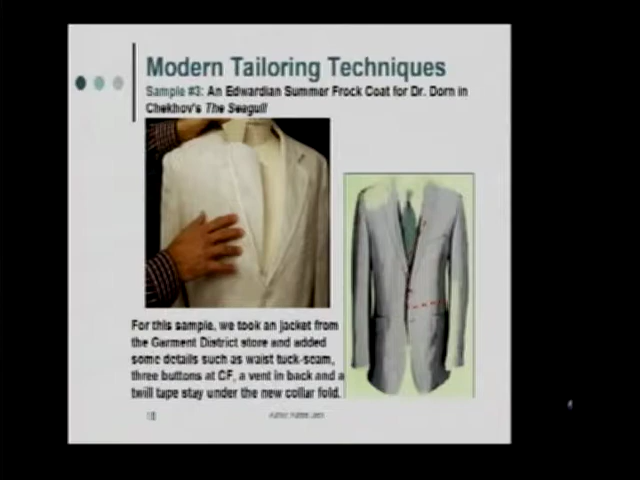 Modern Tailoring Techniques
Sample #3: An Edwardian Summer Frock Coat for Dr. Dorn in
Chekhov's The Seagull
For this sample, we took an jacket from
the Garment District store and added
some details such as waist tuck-seam,
three buttons at CF, a vent in back and a
twill tape stay under the new collar fold.